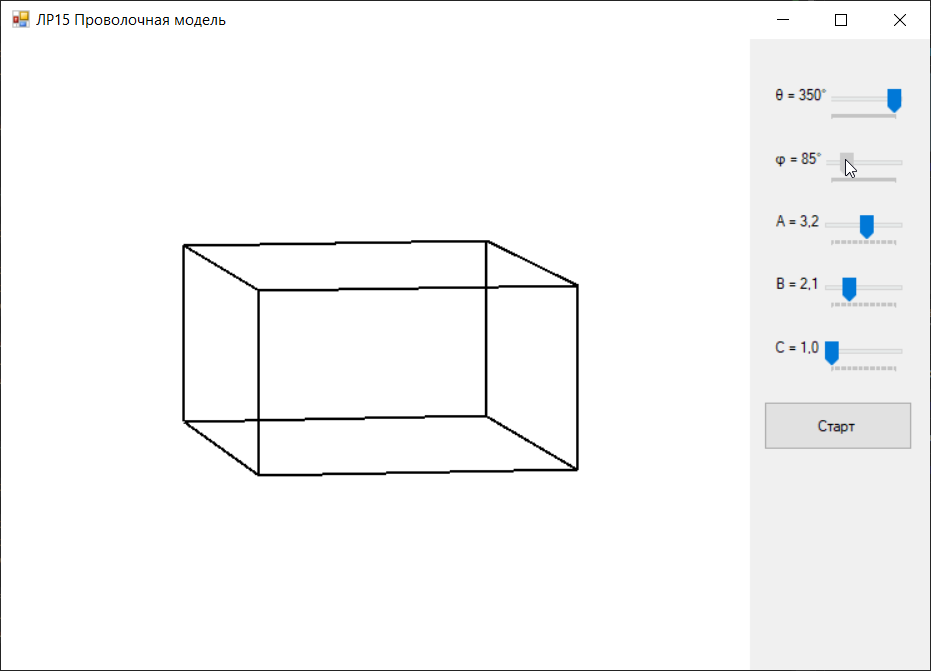 ЛР15 Проволочная модель
θ = 350°
φ = 85°
A = 3,2
B = 2,1
C = 1,0
Старт